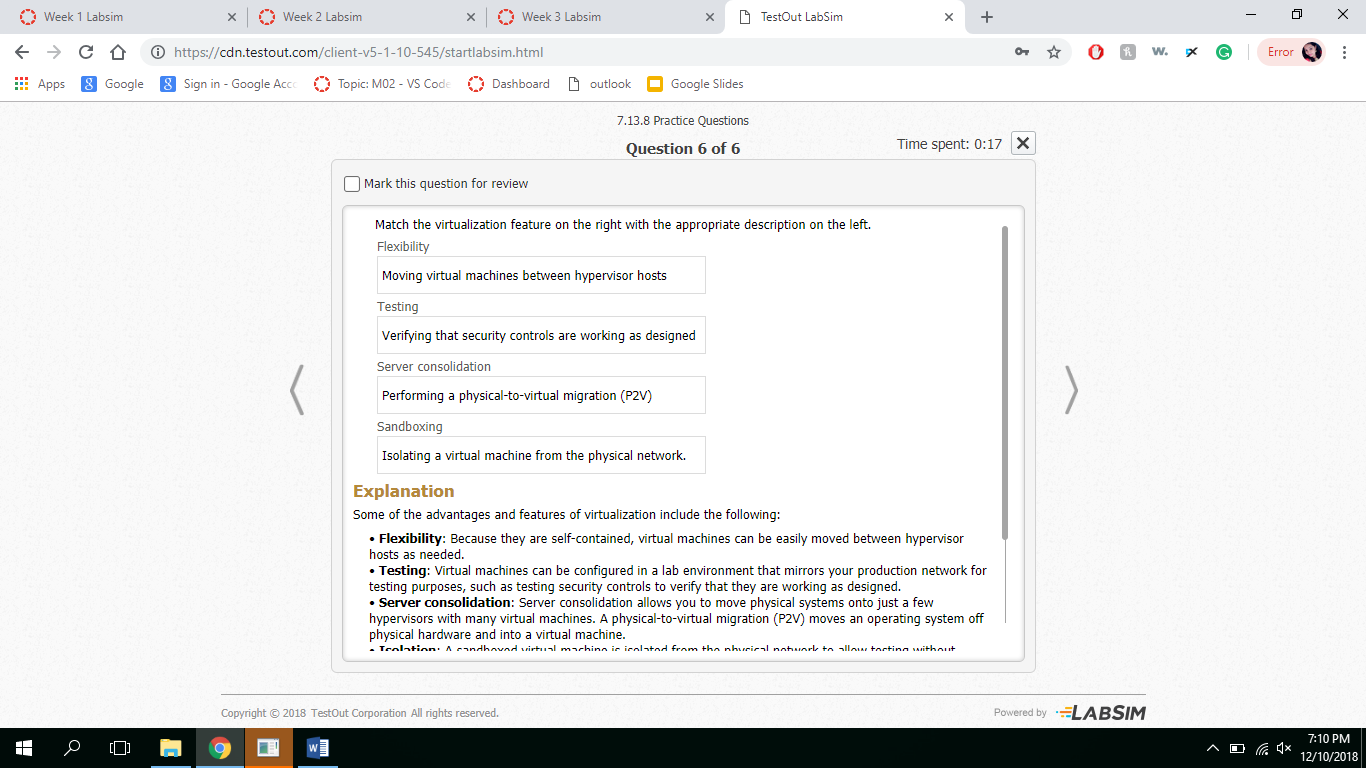 Week 1 Labsim
Week 2 Labsim
Week 3 Labsim
TestOut LabSim
https://cdn.testout.com/client-v5-1-10-545/startlabsim.html
Error
Apps
Google
Sign in - Google Acc
Topic: M02 - VS Code
Dashboard
outlook
Google Slides
7.13.8 Practice Questions
Question 6 of 6
Time spent: 0:17
Mark this question for review
Match the virtualization feature on the right with the appropriate description on the left.
Flexibility
Moving virtual machines between hypervisor hosts
Testing
Verifying that security controls are working as designed
Server consolidation
Performing a physical-to-virtual migration (P2V)
Sandboxing
Isolating a virtual machine from the physical network.
Explanation
Some of the advantages and features of virtualization include the following:
• Flexibility: Because they are self-contained, virtual machines can be easily moved between hypervisor
hosts as needed.
• Testing: Virtual machines can be configured in a lab environment that mirrors your production network for
testing purposes, such as testing security controls to verify that they are working as designed.
• Server consolidation: Server consolidation allows you to move physical systems onto just a few
hypervisors with many virtual machines. A physical-to-virtual migration (P2V) moves an operating system off
physical hardware and into a virtual machine.
• Isolation: A sandboxed virtual machine is isolated from the physical network to allow testing without
Copyright © 2018 TestOut Corporation All rights reserved.
Powered by LABSIM
7:10 PM
12/10/2018